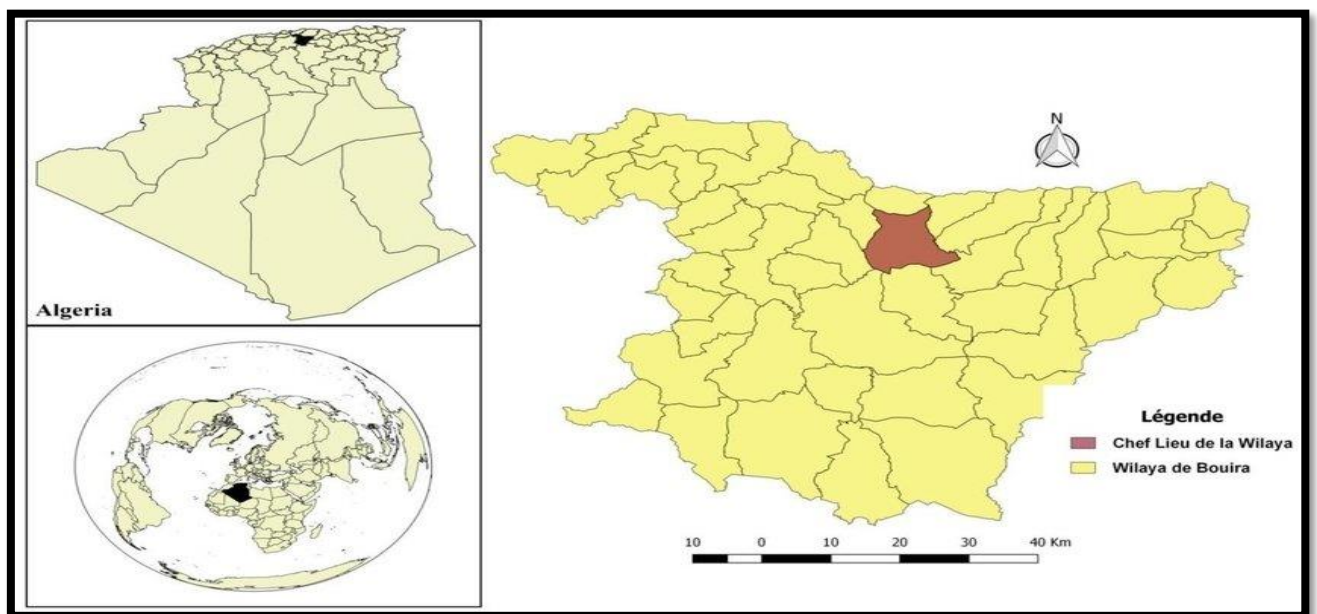 Algeria
N
Légende
Chef Lieu de la Wilaya
Wilaya de Bouira
10 0 10 20 30 40 Km